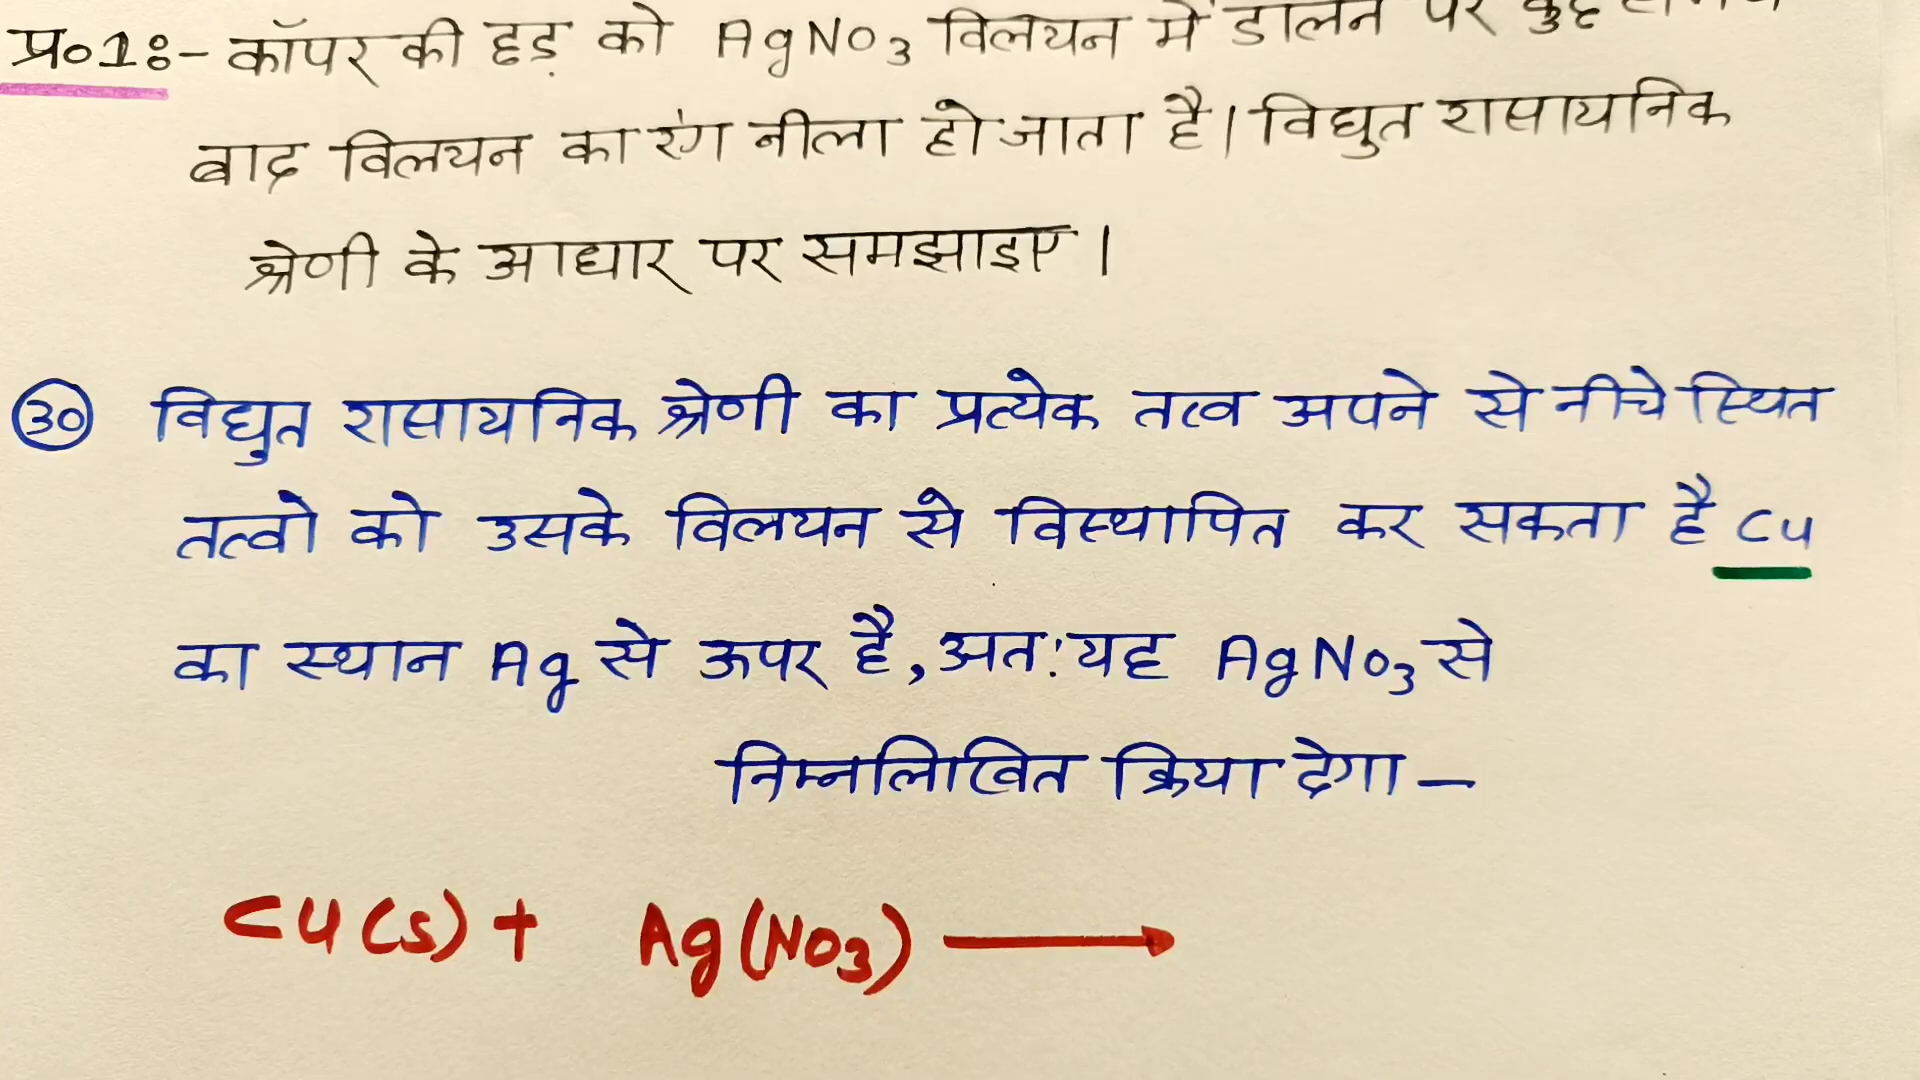 प्र०1:- कॉपर की छड़ को AgNO₃ विलयन में डालने पर कुछ
बाद विलयन का रंग नीला हो जाता है। विद्युत रासायनिक
श्रेणी के आधार पर समझाइए।
उ० विद्युत रासायनिक श्रेणी का प्रत्येक तत्व अपने से नीचे स्थित
तत्वो को उसके विलयन से विस्थापित कर सकता है Cu
का स्थान Ag से ऊपर है, अतः यह AgNO₃ से
निम्नलिखित क्रिया देगा –
Cu(s) + Ag(NO3) ⟶